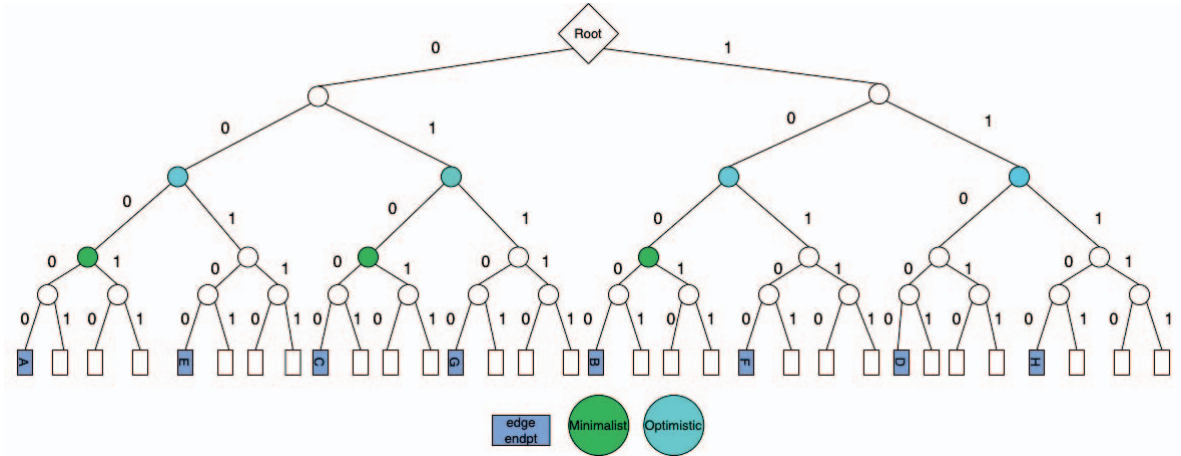 Root
0 1
0 1 0 1
0 1 0 1 0 1 0 1
0 1 0 1 0 1 0 1 0 1 0 1 0 1 0 1
0 1 0 1 0 1 0 1 0 1 0 1 0 1 0 1 0 1 0 1 0 1 0 1 0 1 0 1 0 1 0 1
A E C G B F D H
edge
endpt
Minimalist
Optimistic